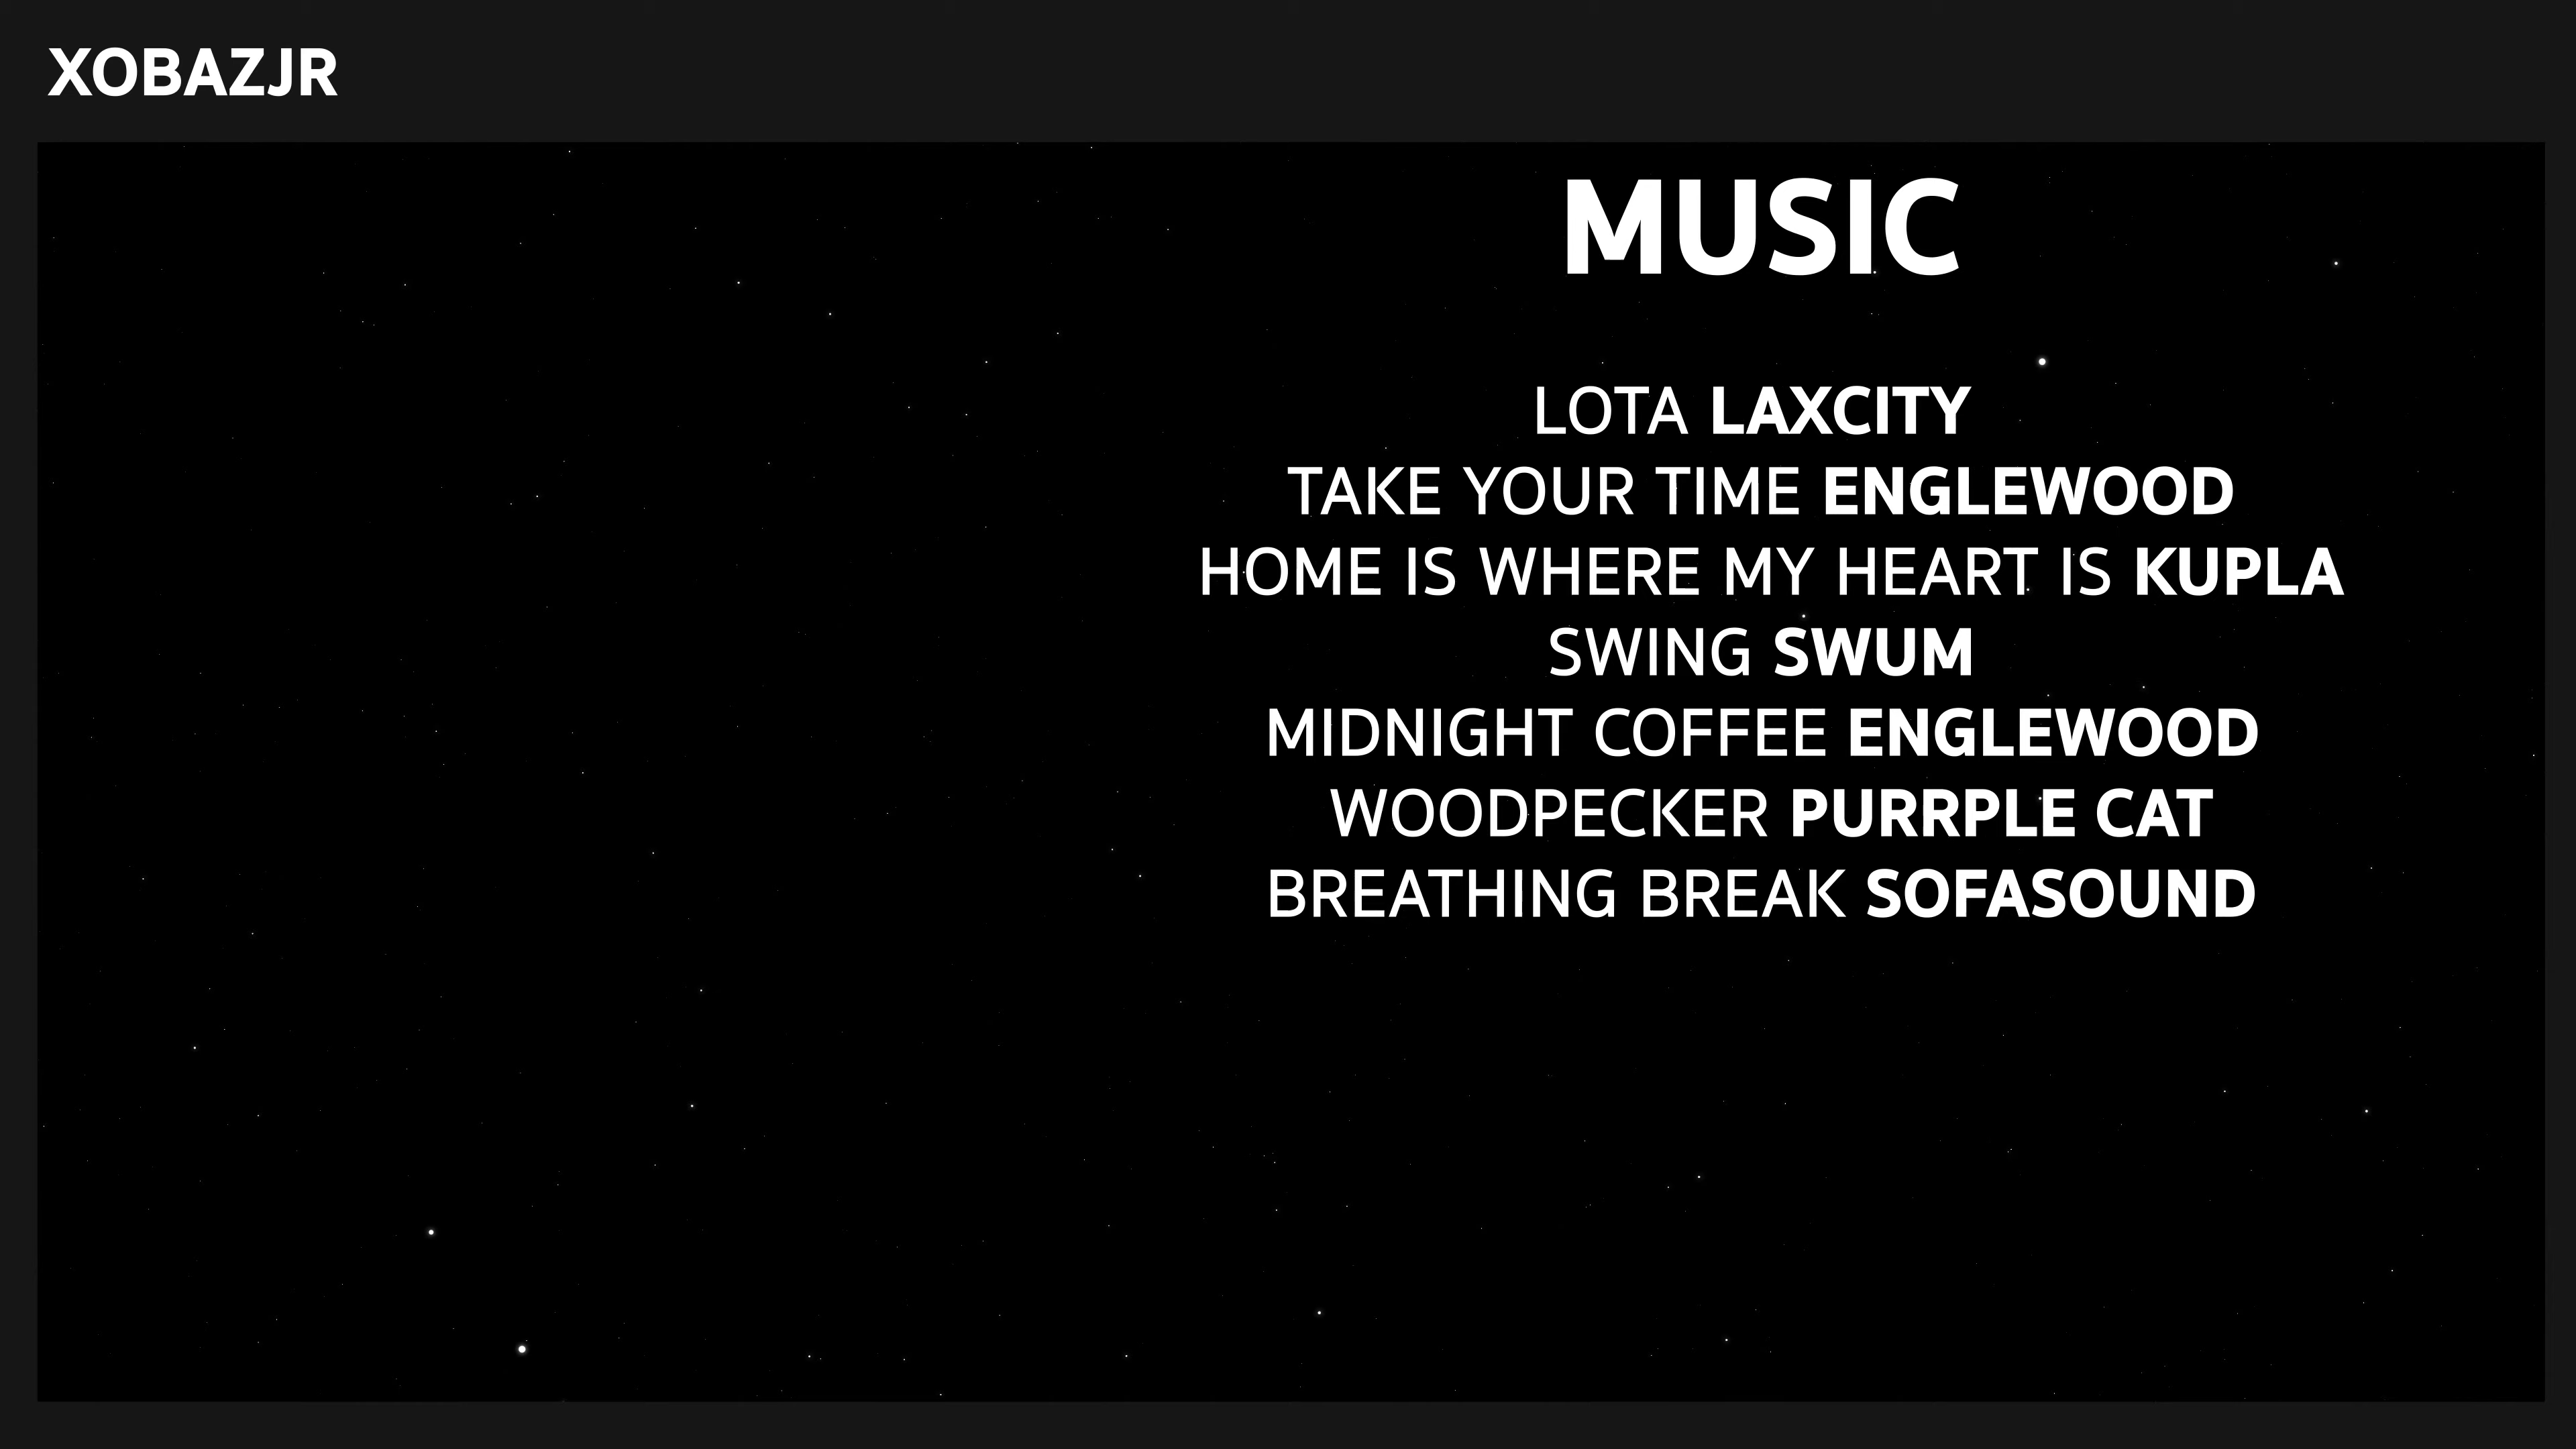 XOBAZJR
MUSIC
LOTA LAXCITY
TAKE YOUR TIME ENGLEWOOD
HOME IS WHERE MY HEART IS KUPLA
SWING SWUM
MIDNIGHT COFFEE ENGLEWOOD
WOODPECKER PURRPLE CAT
BREATHING BREAK SOFASOUND